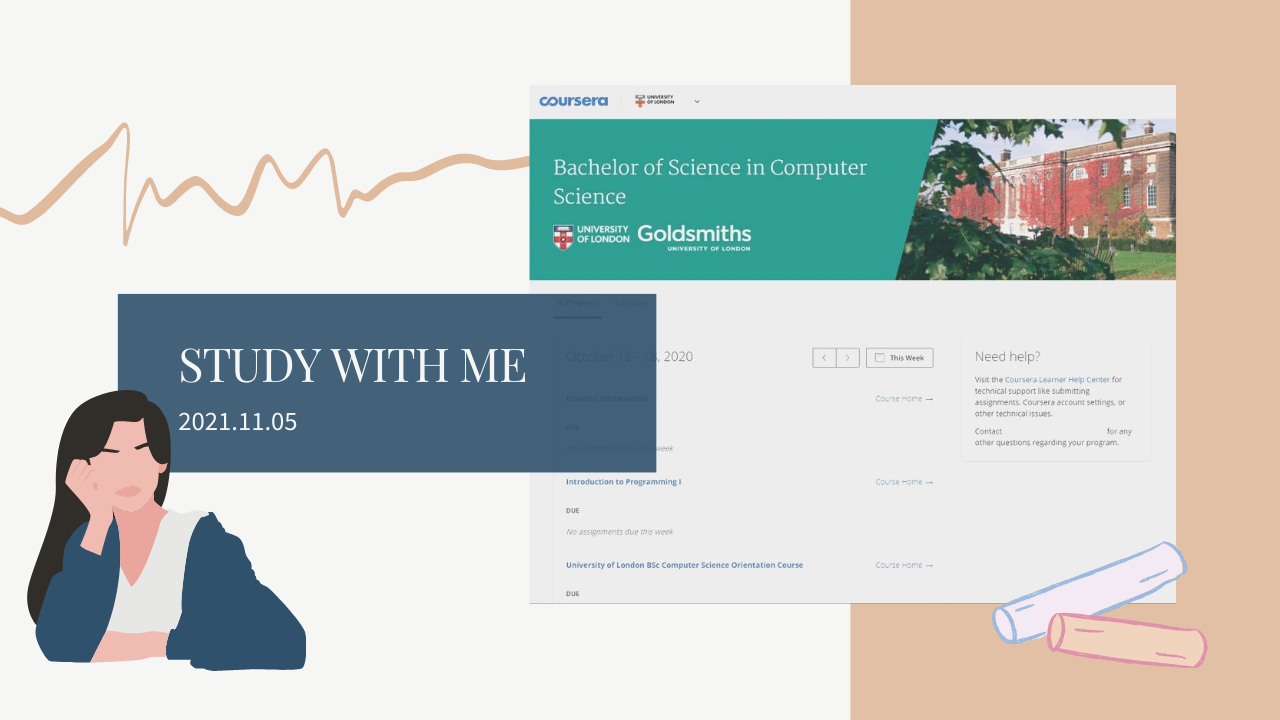 coursera
UNIVERSITY
OF LONDON
Bachelor of Science in Computer
Science
UNIVERSITY
OF LONDON
Goldsmiths
UNIVERSITY OF LONDON
STUDY WITH ME
2021.11.05
October 12 - 18, 2020
This Week
Discrete Mathematics
Course Home →
DUE
No assignments due this week
Introduction to Programming I
Course Home →
DUE
No assignments due this week
University of London BSc Computer Science Orientation Course
Course Home →
DUE
Need help?
Visit the Coursera Learner Help Center for
technical support like submitting
assignments, Coursera account settings, or
other technical issues.
Contact for any
other questions regarding your program.